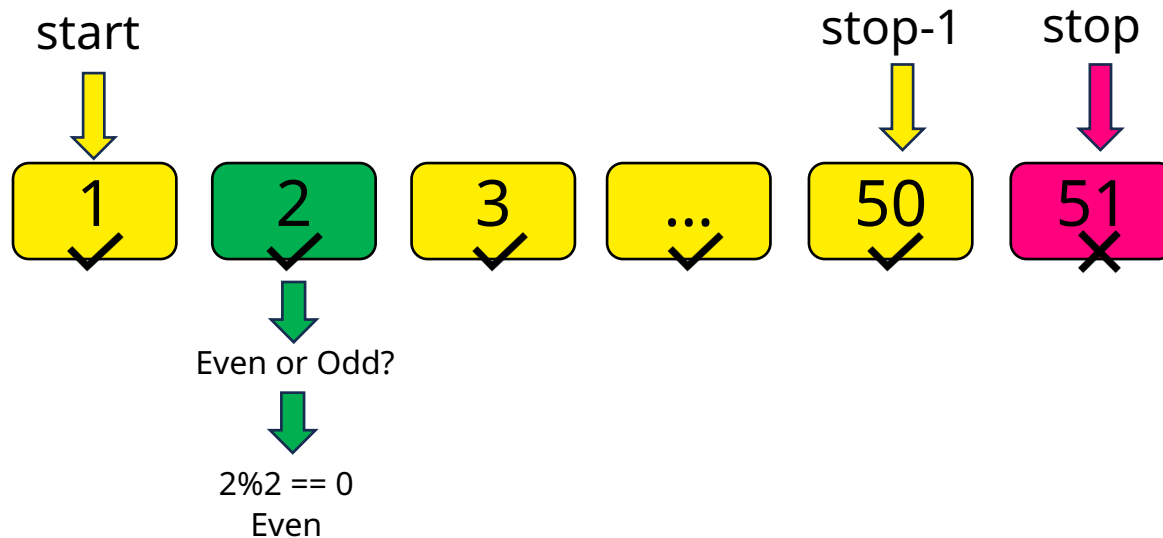 start
stop-1
stop
1
2
3
...
50
51
Even or Odd?
2%2 == 0
Even